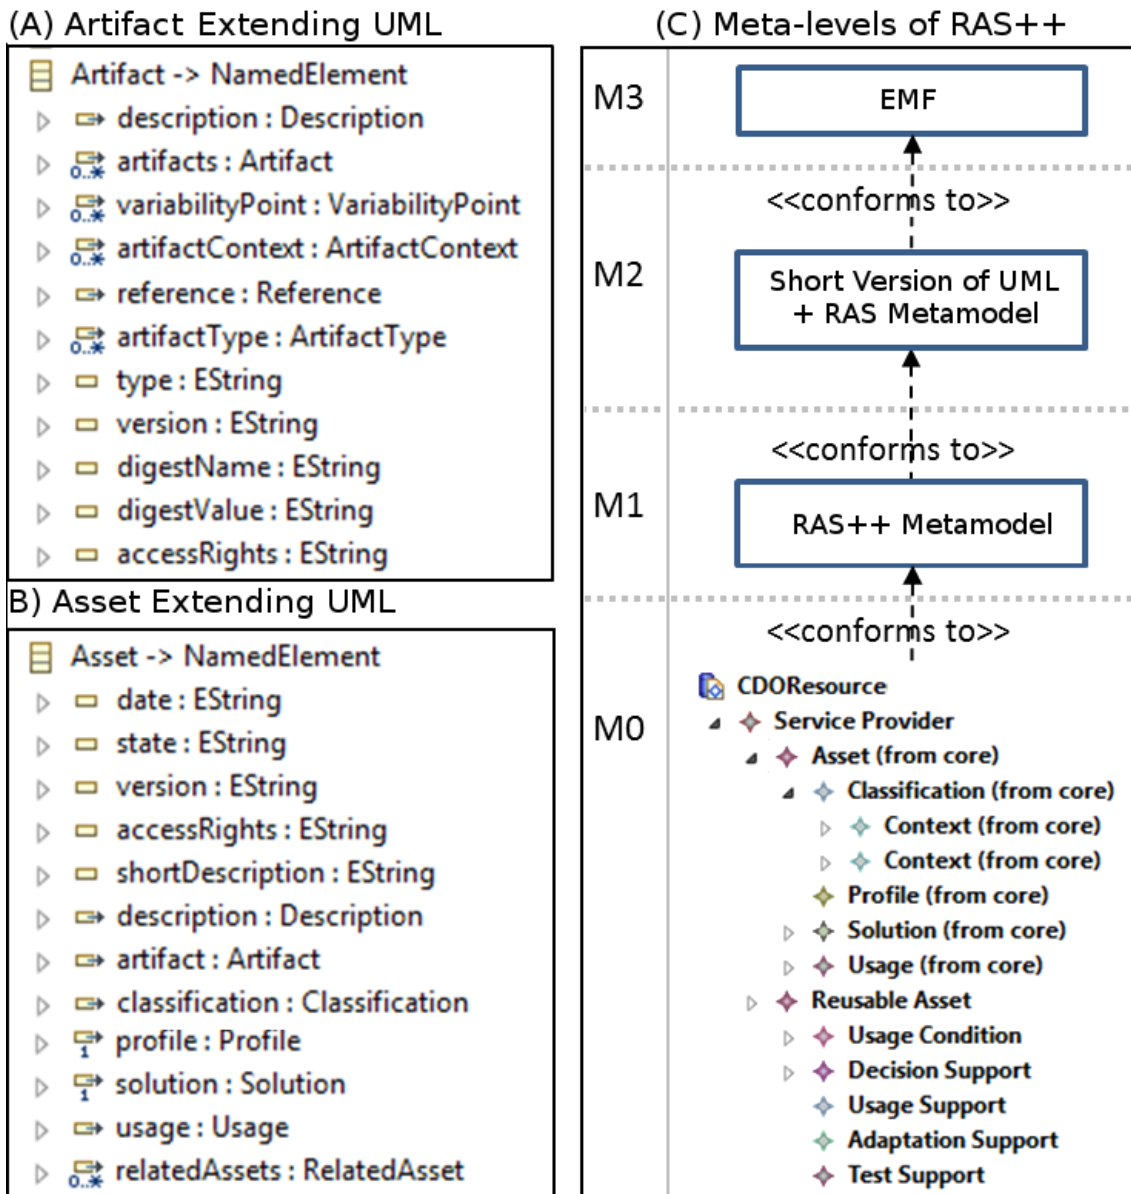 (A) Artifact Extending UML
Artifact -> NamedElement
description : Description
0..* artifacts : Artifact
0..* variabilityPoint : VariabilityPoint
0..* artifactContext : ArtifactContext
reference : Reference
0..* artifactType : ArtifactType
type : EString
version : EString
digestName : EString
digestValue : EString
accessRights : EString
B) Asset Extending UML
Asset -> NamedElement
date : EString
state : EString
version : EString
accessRights : EString
shortDescription : EString
description : Description
artifact : Artifact
classification : Classification
1 profile : Profile
1 solution : Solution
usage : Usage
0..* relatedAssets : RelatedAsset
(C) Meta-levels of RAS++
M3
EMF
<<conforms to>>
M2
Short Version of UML
+ RAS Metamodel
<<conforms to>>
M1
RAS++ Metamodel
<<conforms to>>
M0
CDOResource
Service Provider
Asset (from core)
Classification (from core)
Context (from core)
Context (from core)
Profile (from core)
Solution (from core)
Usage (from core)
Reusable Asset
Usage Condition
Decision Support
Usage Support
Adaptation Support
Test Support